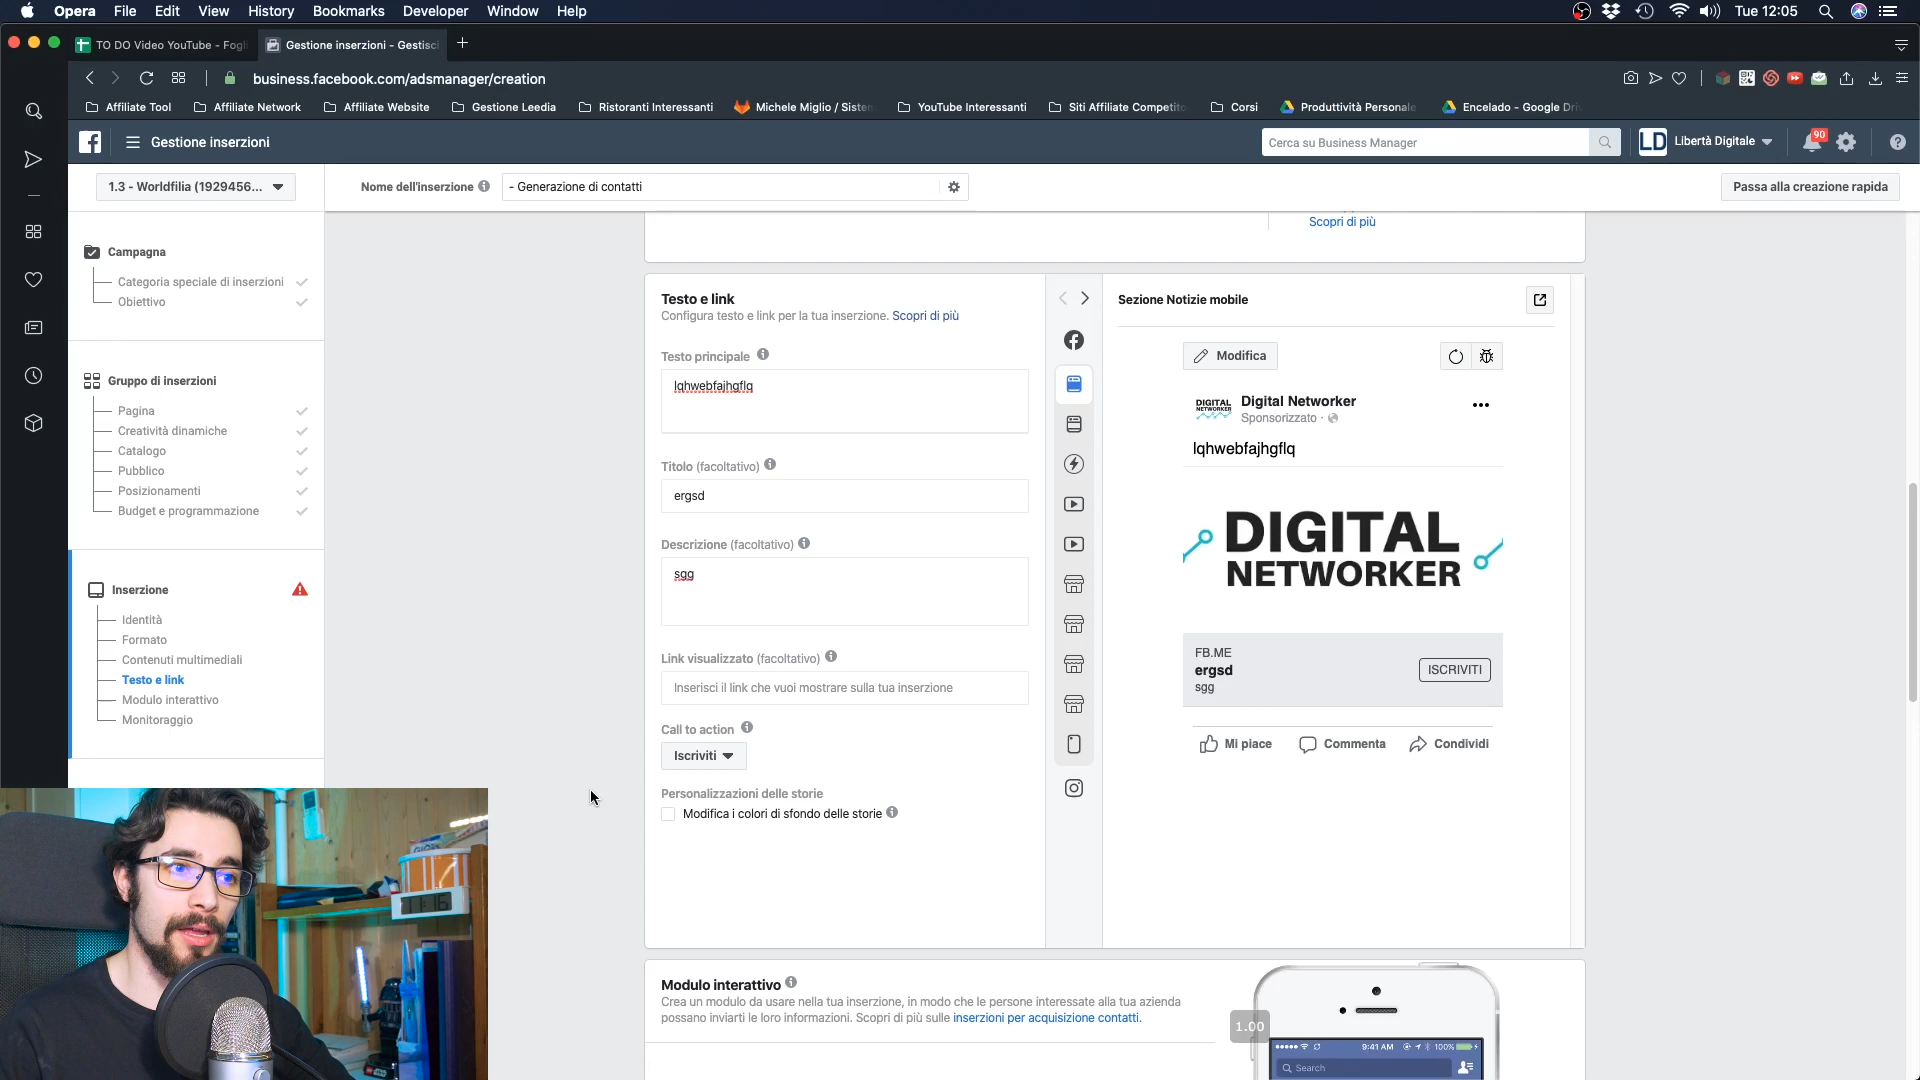 Opera File Edit View History Bookmarks Developer Window Help Tue 12:05
TO DO Video YouTube - Fogli Gestione inserzioni - Gestisci
business.facebook.com/adsmanager/creation
Affiliate Tool Affiliate Network Affiliate Website Gestione Leedia Ristoranti Interessanti Michele Miglio / Sistem YouTube Interessanti Siti Affiliate Competito Corsi Produttività Personale Encelado - Google Dri
Gestione inserzioni Cerca su Business Manager LD Libertà Digitale 90
1.3 - Worldfilia (1929456... Nome dell'inserzione - Generazione di contatti Passa alla creazione rapida
Scopri di più
Campagna
Categoria speciale di inserzioni
Obiettivo
Gruppo di inserzioni
Pagina
Creatività dinamiche
Catalogo
Pubblico
Posizionamenti
Budget e programmazione
Inserzione
Identità
Formato
Contenuti multimediali
Testo e link
Modulo interattivo
Monitoraggio
Testo e link
Configura testo e link per la tua inserzione. Scopri di più
Testo principale
lqhwebfajhgflq
Titolo (facoltativo)
ergsd
Descrizione (facoltativo)
sgg
Link visualizzato (facoltativo)
Inserisci il link che vuoi mostrare sulla tua inserzione
Call to action
Iscriviti
Personalizzazioni delle storie
Modifica i colori di sfondo delle storie
Sezione Notizie mobile
Modifica
DIGITAL
NETWORKER
Digital Networker
Sponsorizzato ·
lqhwebfajhgflq
DIGITAL
NETWORKER
FB.ME
ergsd
sgg
ISCRIVITI
Mi piace Commenta Condividi
Modulo interattivo
Crea un modulo da usare nella tua inserzione, in modo che le persone interessate alla tua azienda
possano inviarti le loro informazioni. Scopri di più sulle inserzioni per acquisizione contatti.
1.00
9:41 AM 100%
Search
11:16